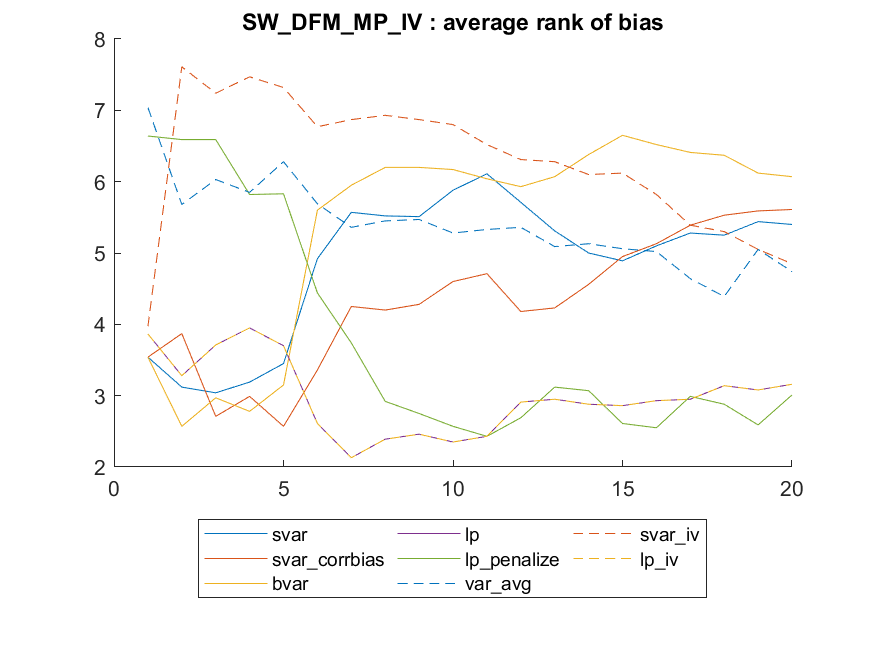 SW_DFM_MP_IV : average rank of bias
8
7
6
5
4
3
2
0 5 10 15 20
svar lp svar_iv
svar_corrbias lp_penalize lp_iv
bvar var_avg